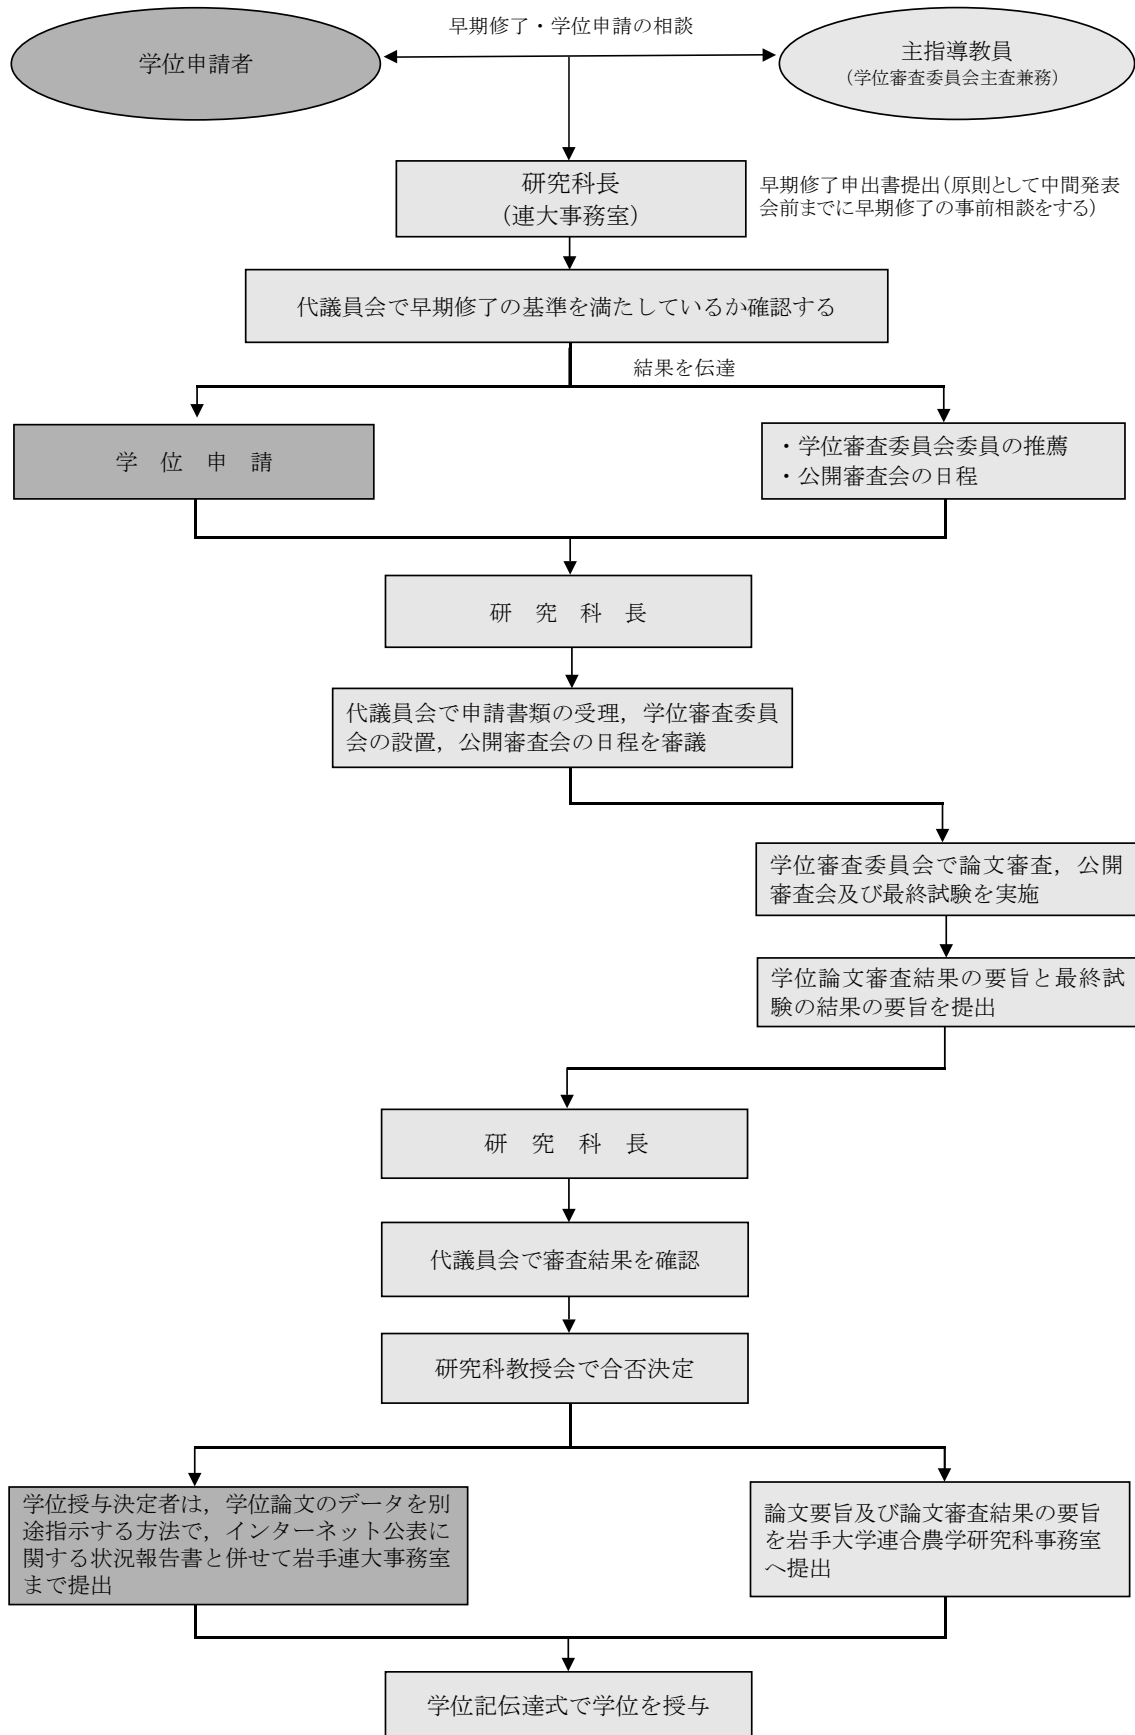 早期修了・学位申請の相談
学位申請者
主指導教員
(学位審査委員会主査兼務)
研究科長
(連大事務室)
早期修了申出書提出(原則として中間発表
会前までに早期修了の事前相談をする)
代議員会で早期修了の基準を満たしているか確認する
結果を伝達
学 位 申 請
・学位審査委員会委員の推薦
・公開審査会の日程
研 究 科 長
代議員会で申請書類の受理，学位審査委員
会の設置，公開審査会の日程を審議
学位審査委員会で論文審査，公開
審査会及び最終試験を実施
学位論文審査結果の要旨と最終試
験の結果の要旨を提出
研 究 科 長
代議員会で審査結果を確認
研究科教授会で合否決定
学位授与決定者は，学位論文のデータを別
途指示する方法で，インターネット公表に
関する状況報告書と併せて岩手連大事務室
まで提出
論文要旨及び論文審査結果の要旨
を岩手大学連合農学研究科事務室
へ提出
学位記伝達式で学位を授与